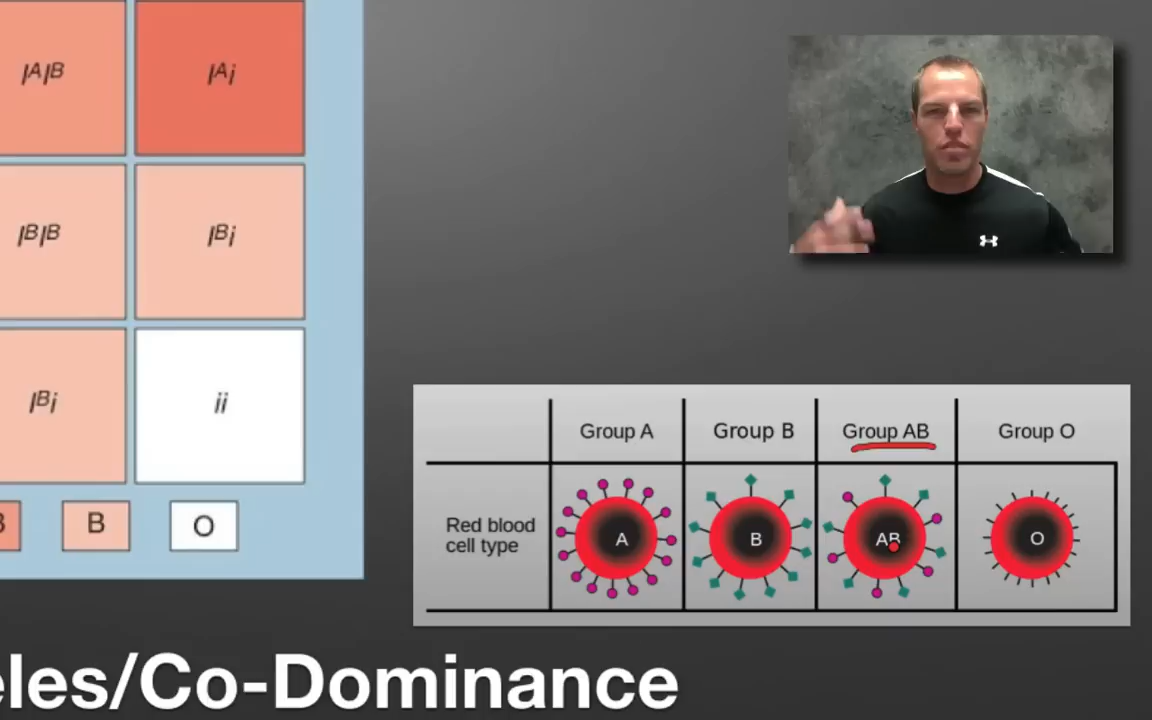 IAIB IAi
IBIB IBi
IBi ii
B B O
Group A Group B Group AB Group O
Red blood
cell type
A B AB O
eles/Co-Dominance